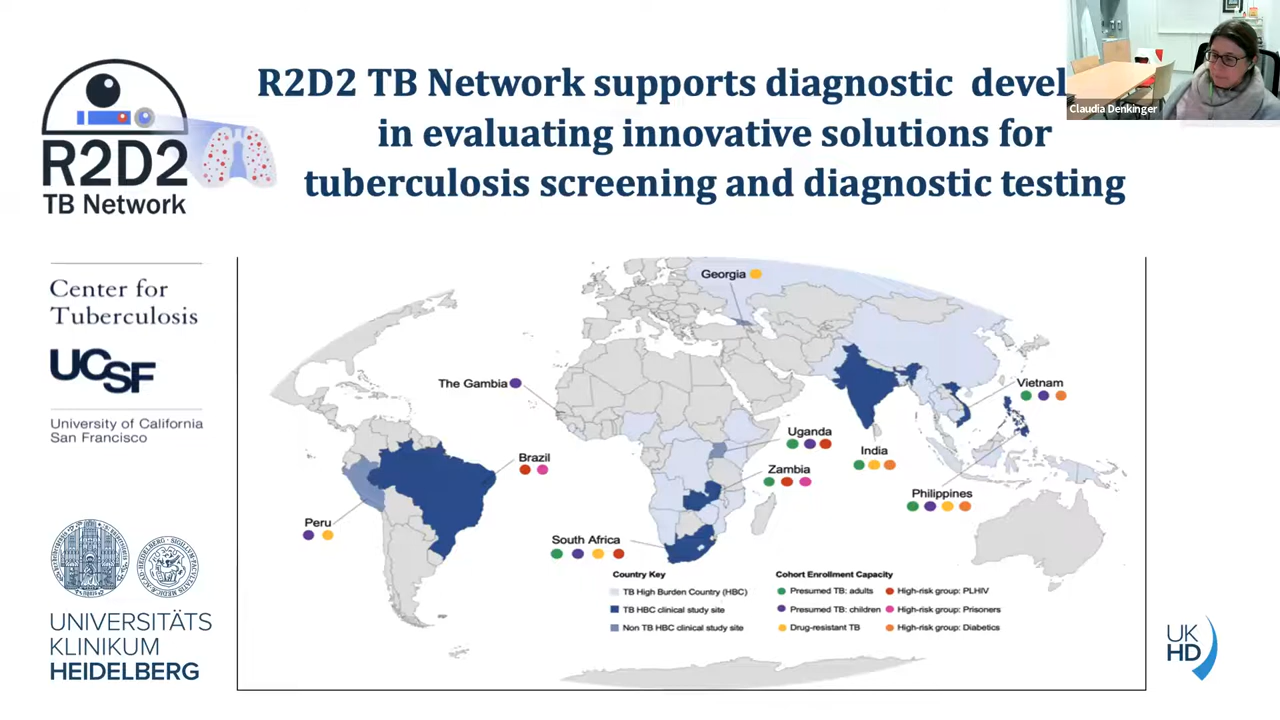 R2D2 TB Network supports diagnostic devel
in evaluating innovative solutions for
tuberculosis screening and diagnostic testing
Claudia Denkinger
R2D2
TB Network
Center for
Tuberculosis
UCSF
University of California
San Francisco
UNIVERSITÄTS
KLINIKUM
HEIDELBERG
Georgia
The Gambia
Vietnam
Uganda
India
Brazil
Zambia
Philippines
Peru
South Africa
Country Key
TB High Burden Country (HBC)
TB HBC clinical study site
Non TB HBC clinical study site
Cohort Enrollment Capacity
Presumed TB: adults
High-risk group: PLHIV
Presumed TB: children
High-risk group: Prisoners
Drug-resistant TB
High-risk group: Diabetics
UK
HD